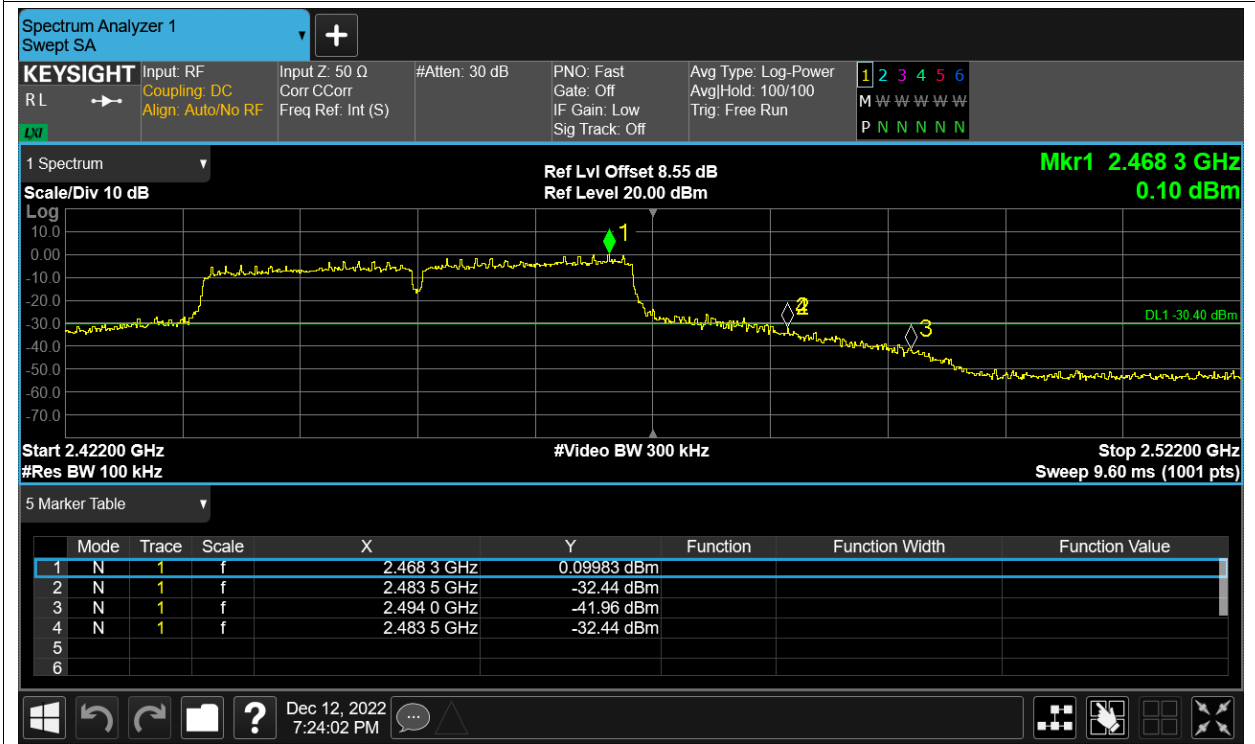 Spectrum Analyzer 1
Swept SA
+
KEYSIGHT
R L
LXI
Input: RF
Coupling: DC
Align: Auto/No RF
Input Z: 50 Ω
Corr CCorr
Freq Ref: Int (S)
#Atten: 30 dB
PNO: Fast
Gate: Off
IF Gain: Low
Sig Track: Off
Avg Type: Log-Power
Avg|Hold: 100/100
Trig: Free Run
1 2 3 4 5 6
M W W W W W
P N N N N N
1 Spectrum
Scale/Div 10 dB
Ref Lvl Offset 8.55 dB
Ref Level 20.00 dBm
Mkr1 2.468 3 GHz
0.10 dBm
Log
10.0
0.00
-10.0
-20.0
-30.0
-40.0
-50.0
-60.0
-70.0
1
3
DL1 -30.40 dBm
Start 2.42200 GHz
#Res BW 100 kHz
#Video BW 300 kHz
Stop 2.52200 GHz
Sweep 9.60 ms (1001 pts)
5 Marker Table
Mode Trace Scale X Y Function Function Width Function Value
1 N 1 f 2.468 3 GHz 0.09983 dBm
2 N 1 f 2.483 5 GHz -32.44 dBm
3 N 1 f 2.494 0 GHz -41.96 dBm
4 N 1 f 2.483 5 GHz -32.44 dBm
5
6
?
Dec 12, 2022
7:24:02 PM